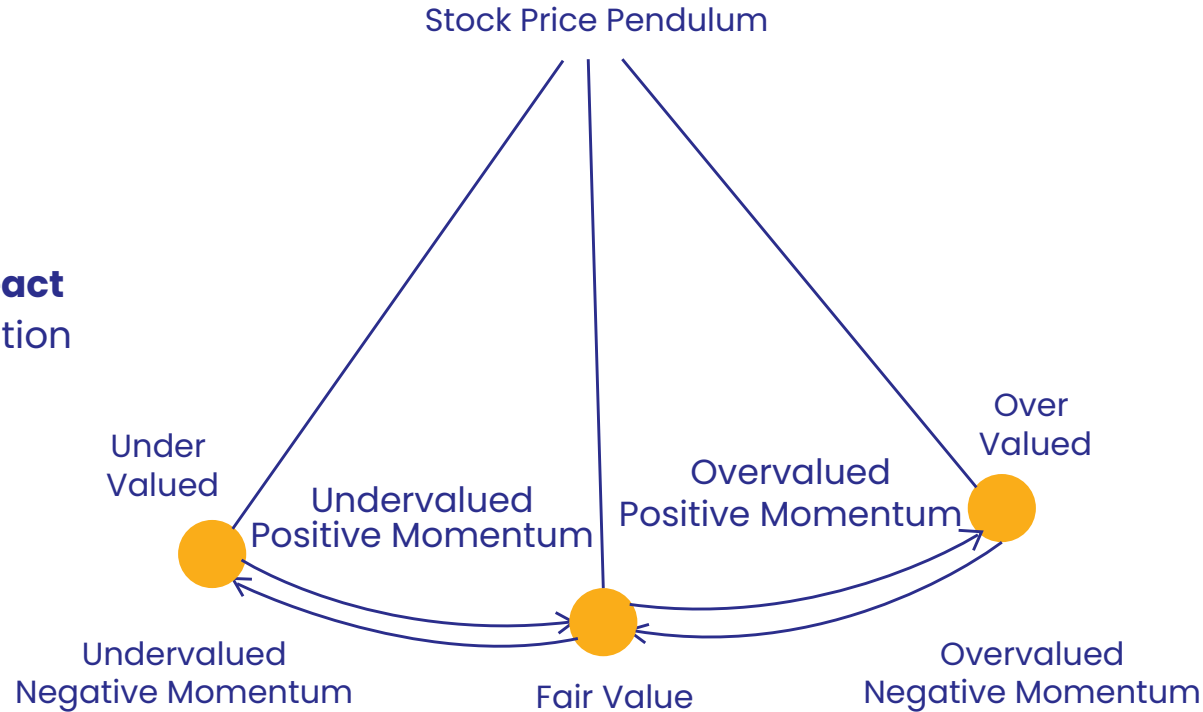 Stock Price Pendulum
act
tion
Over
Valued
Under
Valued
Overvalued
Positive Momentum
Undervalued
Positive Momentum
Undervalued
Negative Momentum
Fair Value
Overvalued
Negative Momentum